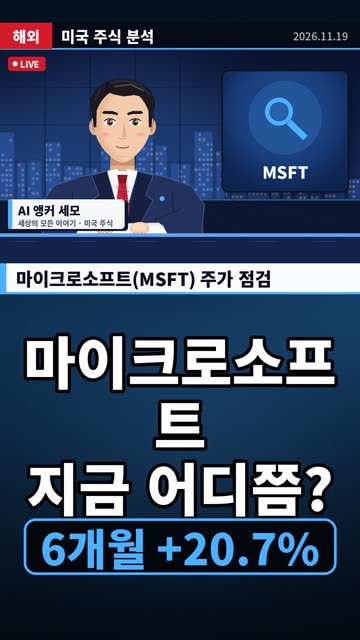 해외 미국 주식 분석 2026.11.19
LIVE
MSFT
AI 앵커 세모
세상의 모든 이야기 · 미국 주식
마이크로소프트(MSFT) 주가 점검
마이크로소프
트
지금 어디쯤?
6개월 +20.7%